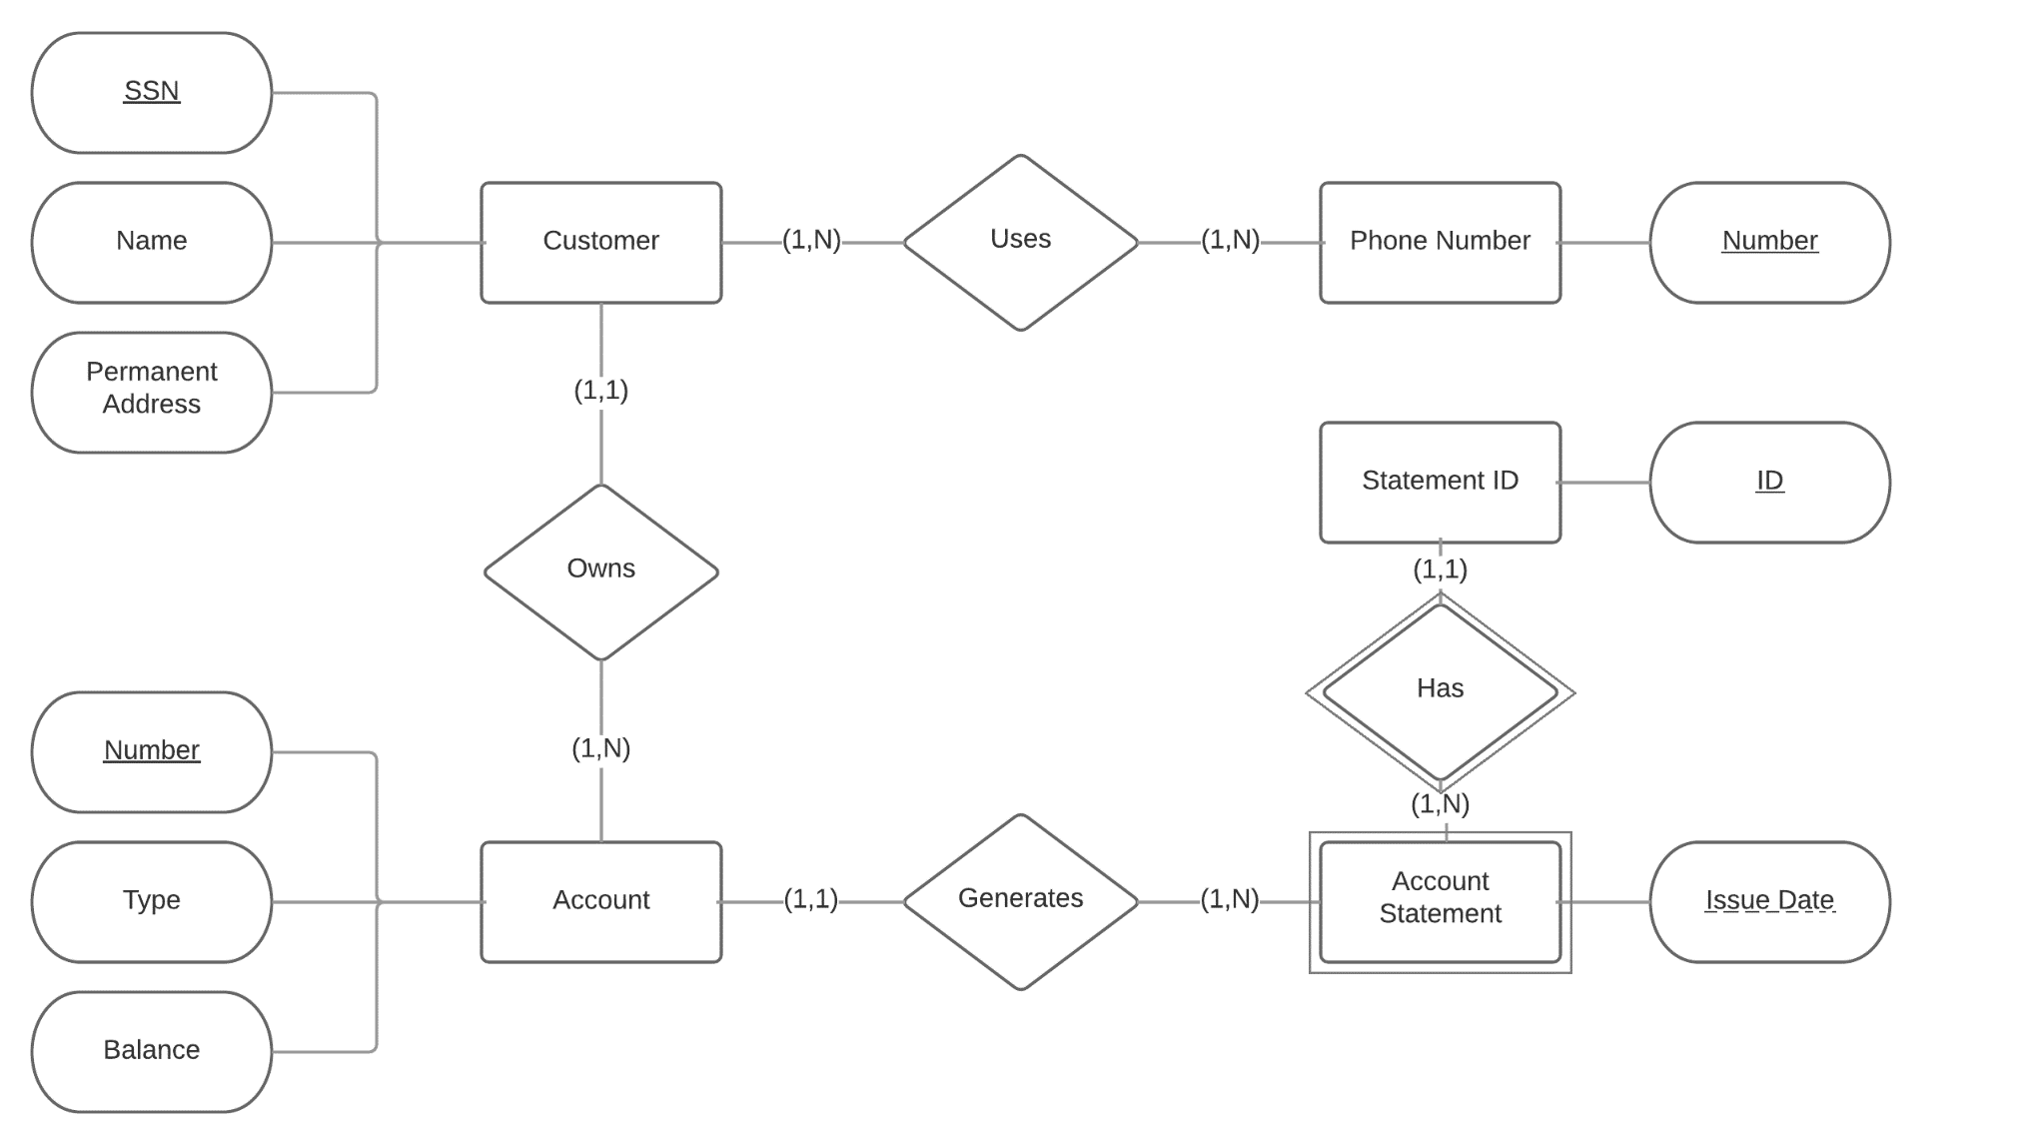 SSN
Name
Customer
(1,N)
Uses
(1,N)
Phone Number
Number
Permanent
Address
(1,1)
Statement ID
ID
(1,1)
Owns
Has
Number
(1,N)
(1,N)
Type
Account
(1,1)
Generates
(1,N)
Account
Statement
Issue Date
Balance